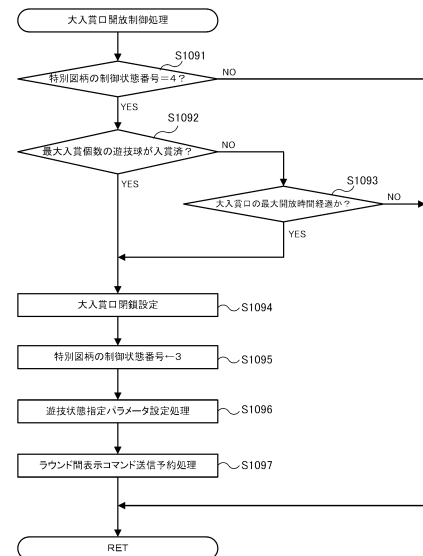 大入賞口開放制御処理
S1091
特別図柄の制御状態番号＝4？
NO
YES
S1092
最大入賞個数の遊技球が入賞済？
NO
YES
S1093
大入賞口の最大開放時間経過か？
NO
YES
大入賞口閉鎖設定
S1094
特別図柄の制御状態番号←3
S1095
遊技状態指定パラメータ設定処理
S1096
ラウンド間表示コマンド送信予約処理
S1097
RET